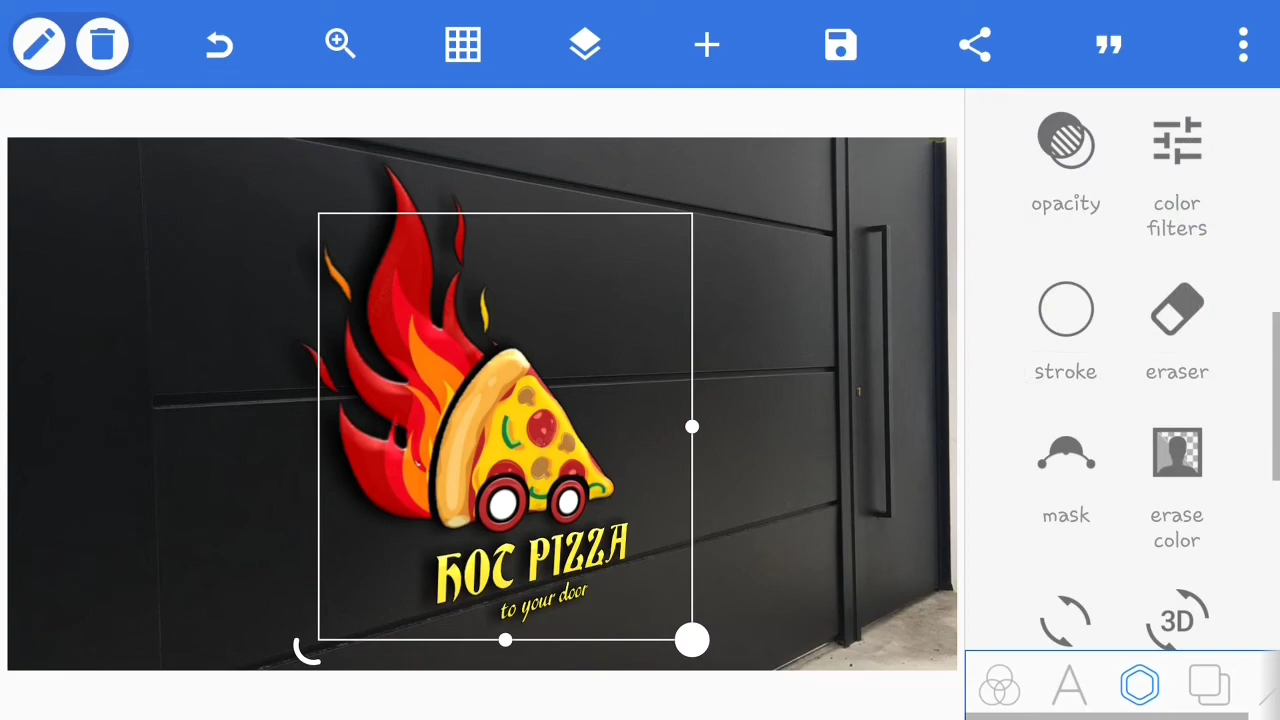 opacity
color
filters
stroke
eraser
mask
erase
color
3D
HOT PIZZA
to your door